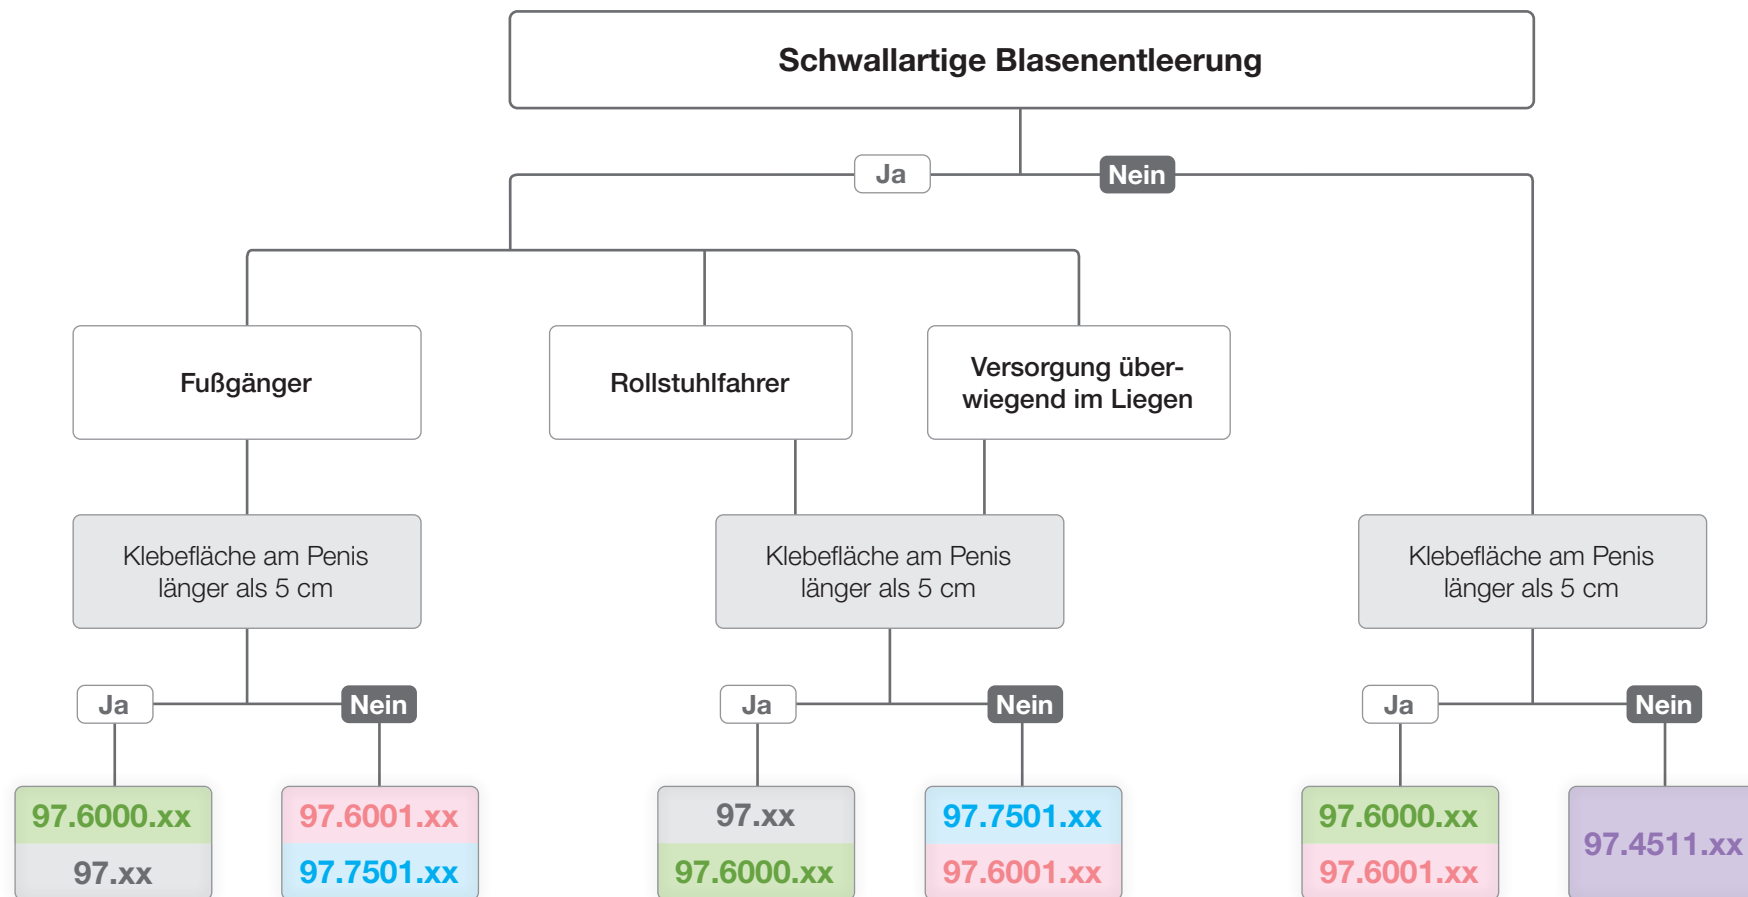 Schwallartige Blasenentleerung
Ja
Nein
Fußgänger
Rollstuhlfahrer
Versorgung über-
wiegend im Liegen
Klebefläche am Penis
länger als 5 cm
Klebefläche am Penis
länger als 5 cm
Klebefläche am Penis
länger als 5 cm
Ja
Nein
Ja
Nein
Ja
Nein
97.6000.xx
97.xx
97.6001.xx
97.7501.xx
97.xx
97.6000.xx
97.7501.xx
97.6001.xx
97.6000.xx
97.6001.xx
97.4511.xx